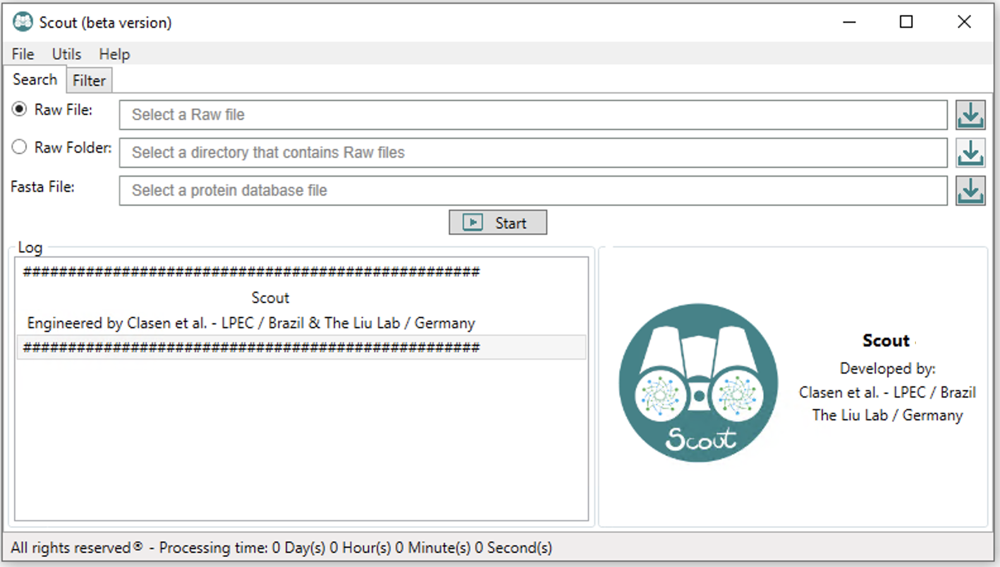 Scout (beta version)
File Utils Help
Search Filter
Raw File: Select a Raw file
Raw Folder: Select a directory that contains Raw files
Fasta File: Select a protein database file
Start
Log
###################################################
Scout
Engineered by Clasen et al. - LPEC / Brazil & The Liu Lab / Germany
###################################################
Scout
Scout
Developed by:
Clasen et al. - LPEC / Brazil
The Liu Lab / Germany
All rights reserved® - Processing time: 0 Day(s) 0 Hour(s) 0 Minute(s) 0 Second(s)